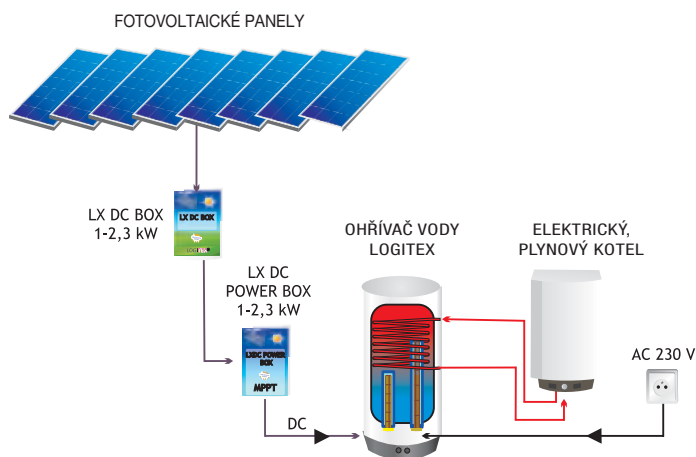 FOTOVOLTAICKÉ PANELY
LX DC BOX
1-2,3 kW
LX DC BOX
LX DC
POWER BOX
1-2,3 kW
LXDC POWER
BOX
MPPT
OHŘÍVAČ VODY
LOGITEX
ELEKTRICKÝ,
PLYNOVÝ KOTEL
AC 230 V
DC